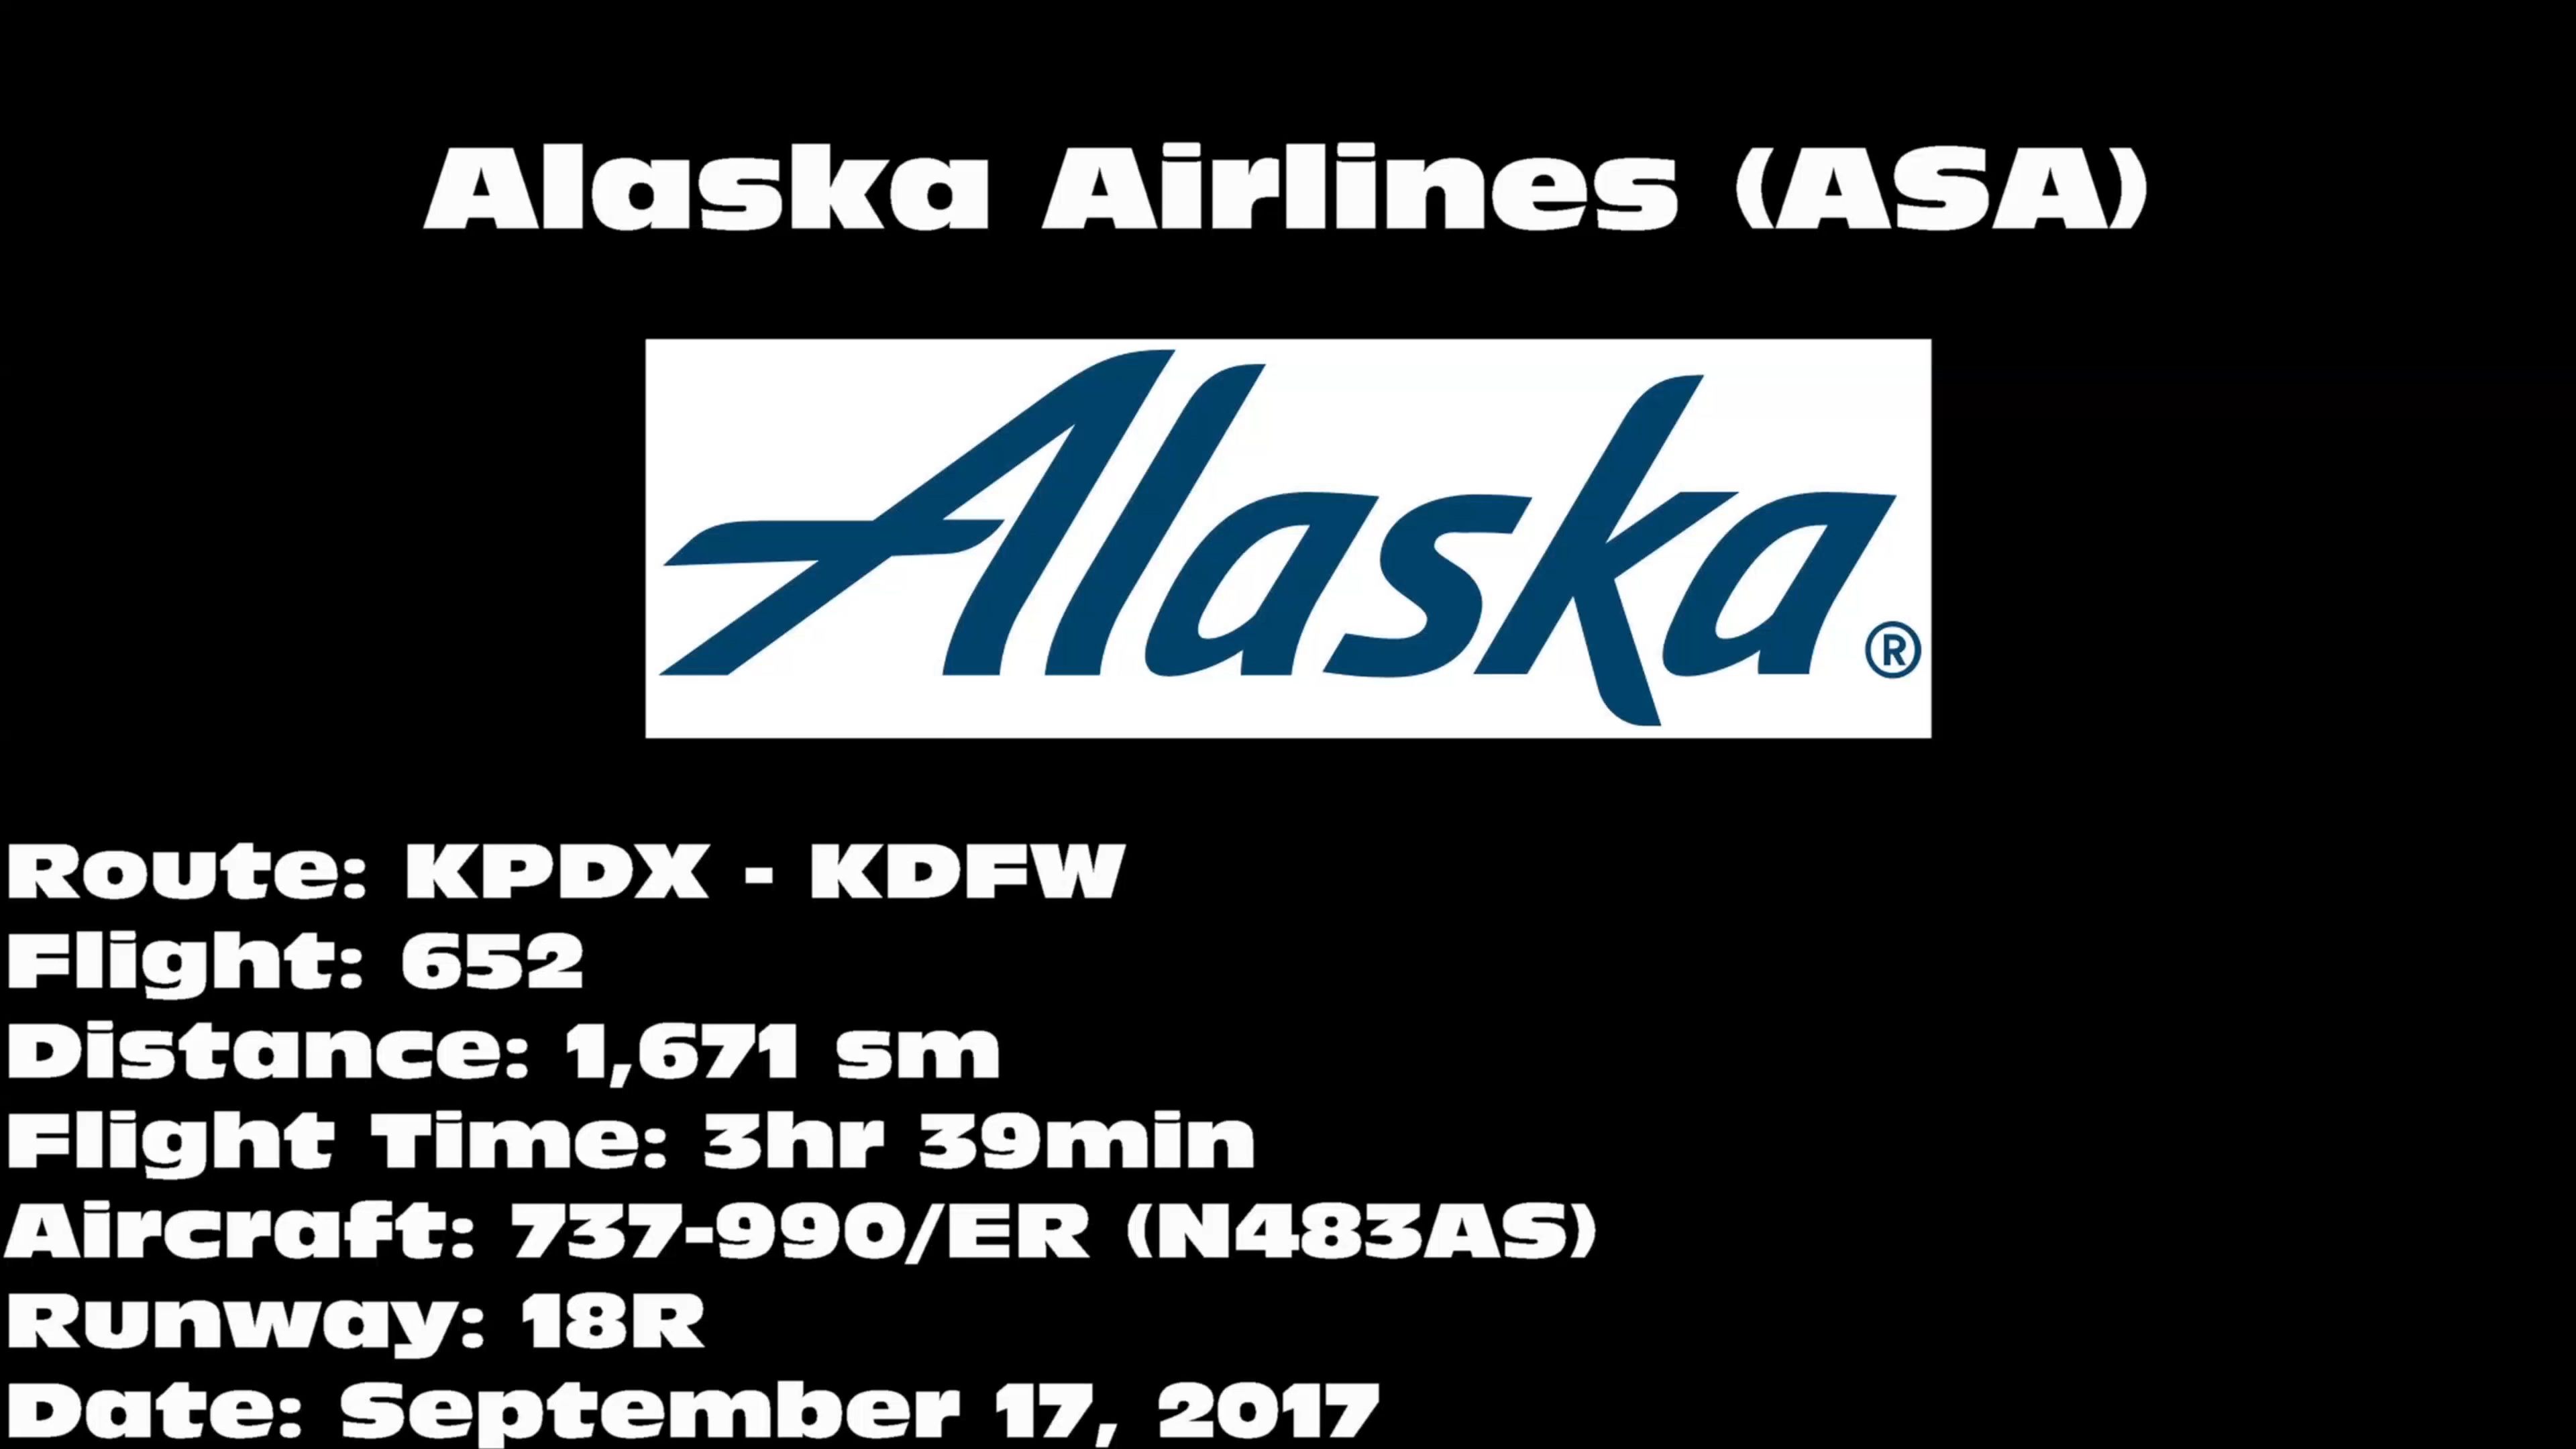 Alaska Airlines (ASA)
Alaska®
Route: KPDX - KDFW
Flight: 652
Distance: 1,671 sm
Flight Time: 3hr 39min
Aircraft: 737-990/ER (N483AS)
Runway: 18R
Date: September 17, 2017